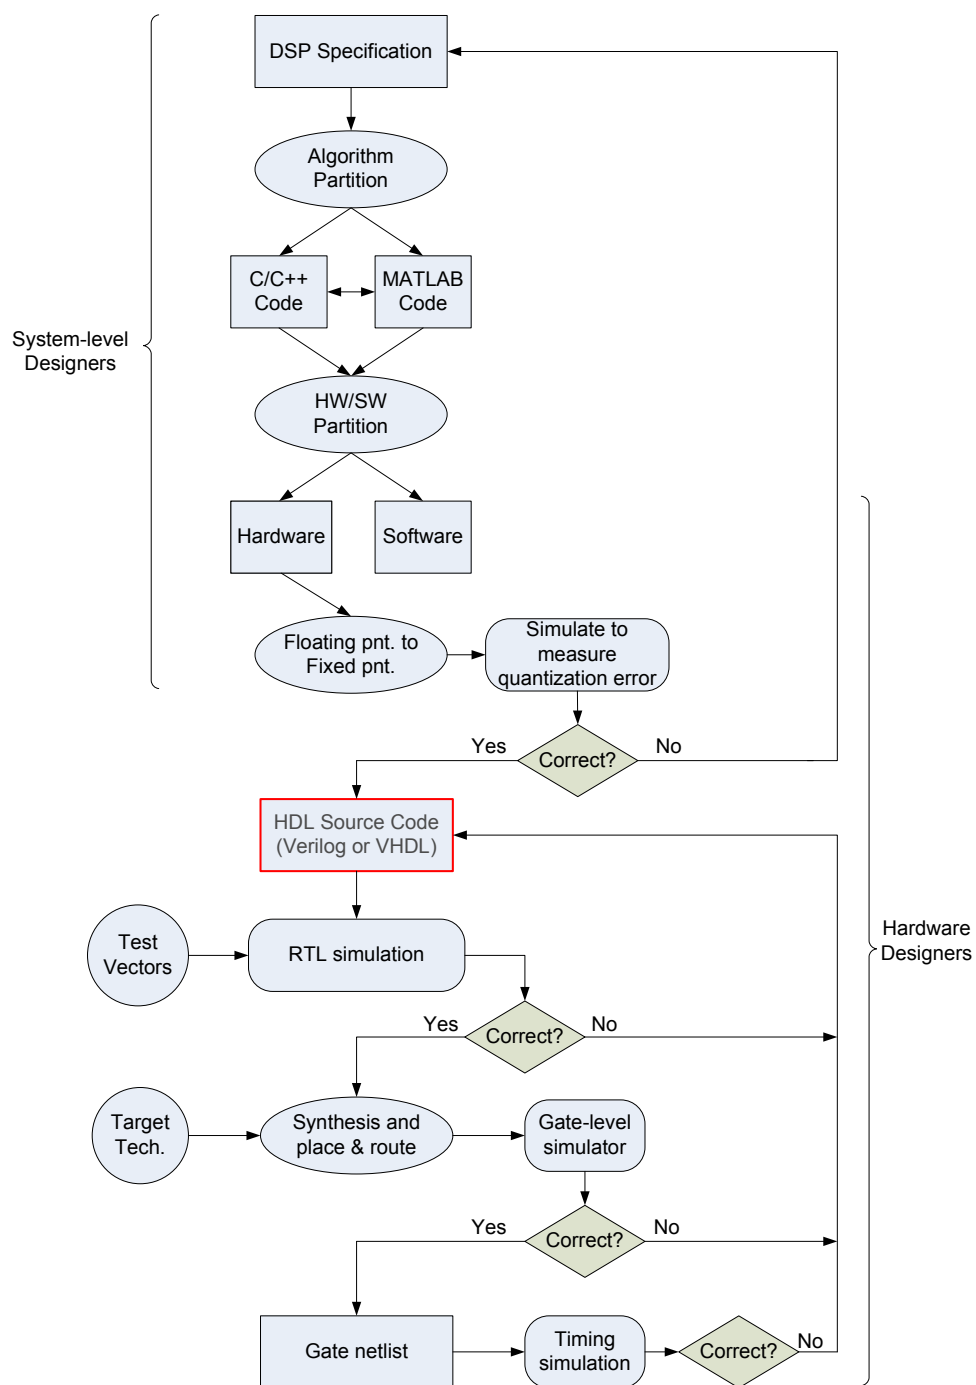 DSP Specification
Algorithm
Partition
C/C++
Code
MATLAB
Code
System-level
Designers
HW/SW
Partition
Hardware
Software
Floating pnt. to
Fixed pnt.
Simulate to
measure
quantization error
Yes
Correct?
No
HDL Source Code
(Verilog or VHDL)
Hardware
Designers
Test
Vectors
RTL simulation
Yes
Correct?
No
Target
Tech.
Synthesis and
place & route
Gate-level
simulator
Yes
Correct?
No
Gate netlist
Timing
simulation
Correct?
No